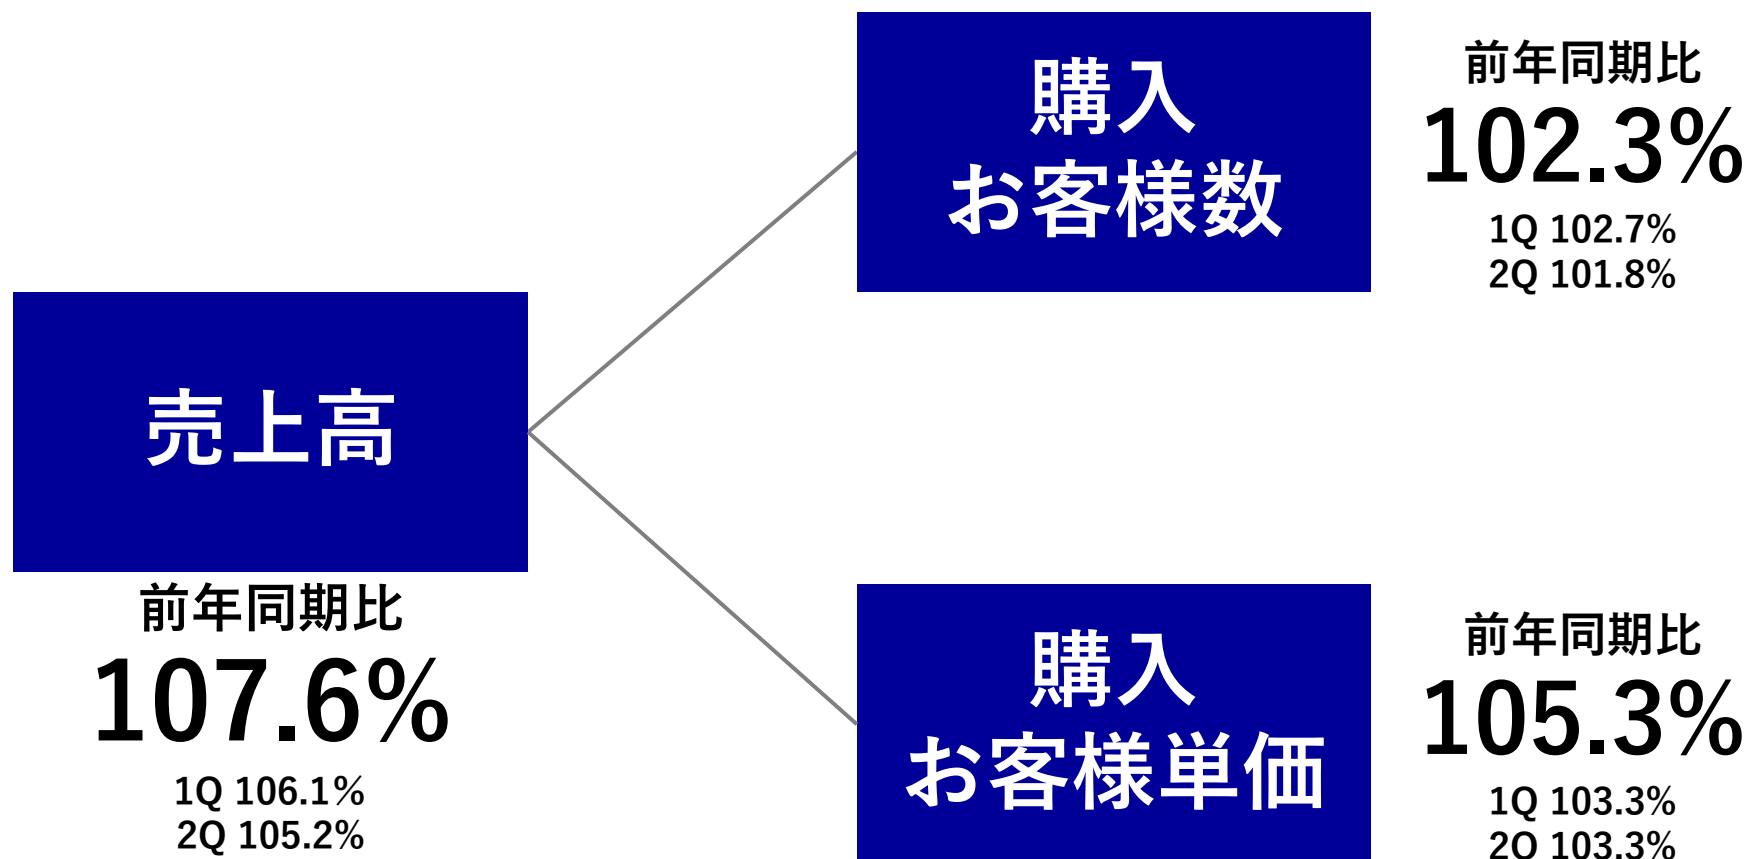 購入
お客様数
前年同期比
102.3%
1Q 102.7%
2Q 101.8%
売上高
前年同期比
107.6%
1Q 106.1%
2Q 105.2%
購入
お客様単価
前年同期比
105.3%
1Q 103.3%
2Q 103.3%